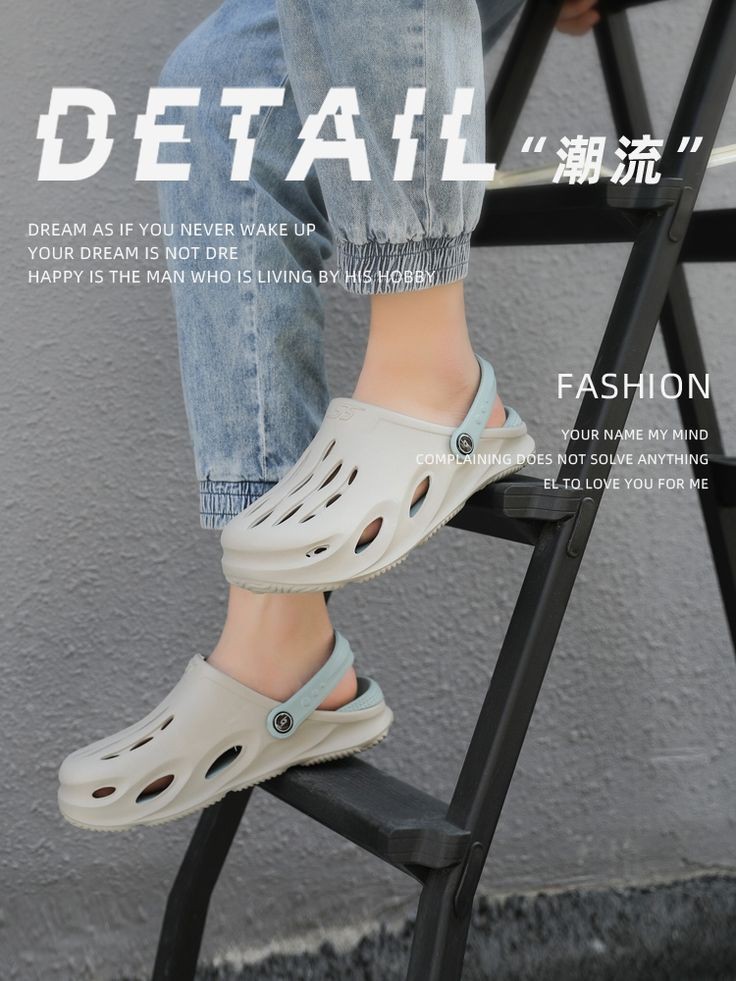 DETAIL “潮流”
DREAM AS IF YOU NEVER WAKE UP
YOUR DREAM IS NOT DRE
HAPPY IS THE MAN WHO IS LIVING BY HIS HOBBY
FASHION
YOUR NAME MY MIND
COMPLAINING DOES NOT SOLVE ANYTHING
EL TO LOVE YOU FOR ME